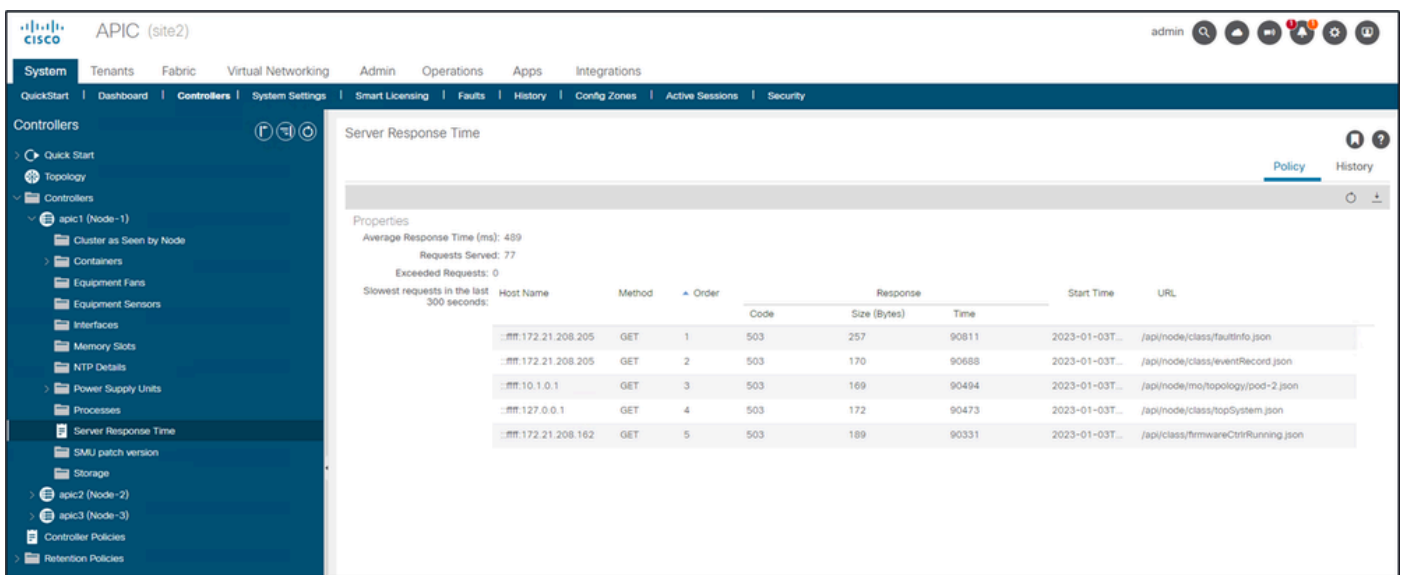 CISCO
APIC (site2)
admin
System Tenants Fabric Virtual Networking Admin Operations Apps Integrations
QuickStart | Dashboard | Controllers | System Settings | Smart Licensing | Faults | History | Config Zones | Active Sessions | Security
Controllers
Quick Start
Topology
Controllers
apic1 (Node-1)
Cluster as Seen by Node
Containers
Equipment Fans
Equipment Sensors
Interfaces
Memory Slots
NTP Details
Power Supply Units
Processes
Server Response Time
SMU patch version
Storage
apic2 (Node-2)
apic3 (Node-3)
Controller Policies
Retention Policies
Server Response Time
Policy History
Properties
Average Response Time (ms): 489
Requests Served: 77
Exceeded Requests: 0
Slowest requests in the last
300 seconds:
Host Name Method Order Response Start Time URL
Code Size (Bytes) Time
::ffff:172.21.208.205 GET 1 503 257 90811 2023-01-03T... /api/node/class/faultInfo.json
::ffff:172.21.208.205 GET 2 503 170 90688 2023-01-03T... /api/node/class/eventRecord.json
::ffff:10.1.0.1 GET 3 503 169 90494 2023-01-03T... /api/node/mo/topology/pod-2.json
::ffff:127.0.0.1 GET 4 503 172 90473 2023-01-03T... /api/node/class/topSystem.json
::ffff:172.21.208.162 GET 5 503 189 90331 2023-01-03T... /api/class/firmwareCtrlrRunning.json